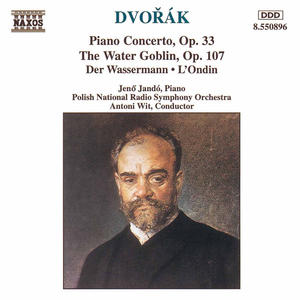 NAXOS
DVOŘÁK
DDD
8.550896
Piano Concerto, Op. 33
The Water Goblin, Op. 107
Der Wassermann • L'Ondin
Jenő Jandó, Piano
Polish National Radio Symphony Orchestra
Antoni Wit, Conductor